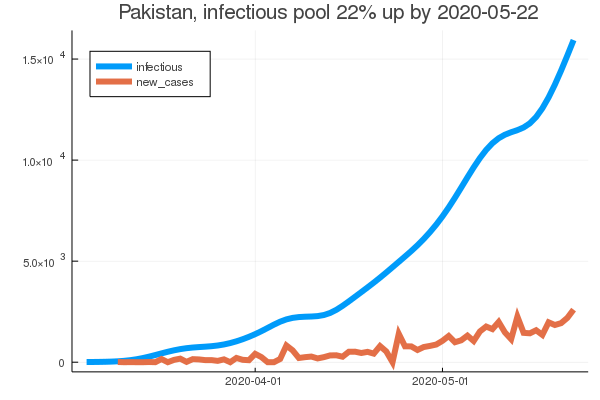 Pakistan, infectious pool 22% up by 2020-05-22
1.5×10 4
infectious
new_cases
1.0×10 4
5.0×10 3
0
2020-04-01 2020-05-01